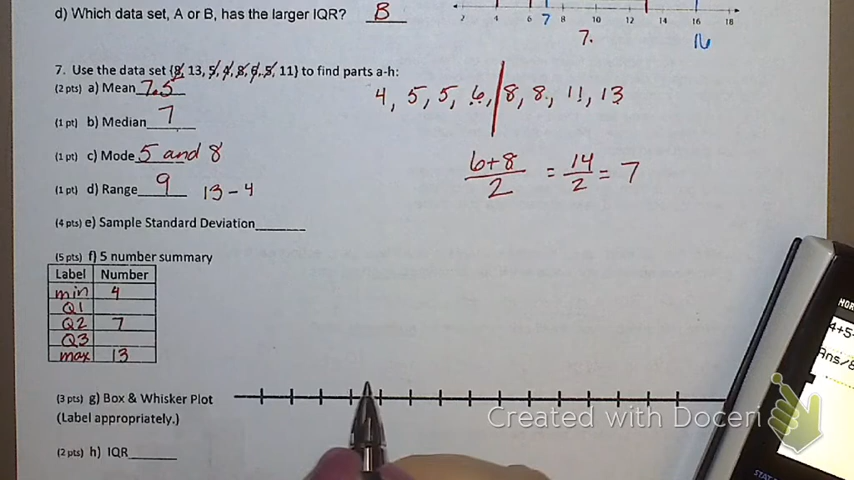 d) Which data set, A or B, has the larger IQR? B
2 4 6 7 8 10 12 14 16 18
7. 16
7. Use the data set {8, 13, 5, 4, 8, 6, 5, 11} to find parts a-h:
(2 pts) a) Mean 7.5
4, 5, 5, 6, 8, 8, 11, 13
(1 pt) b) Median 7
(1 pt) c) Mode 5 and 8
6+8/2 = 14/2 = 7
(1 pt) d) Range 9 13-4
(4 pts) e) Sample Standard Deviation
(5 pts) f) 5 number summary
Label Number
min 4
Q1
Q2 7
Q3
max 13
(3 pts) g) Box & Whisker Plot
(Label appropriately.)
(2 pts) h) IQR
4+5
Ans/8
STAT
Created with Doceri